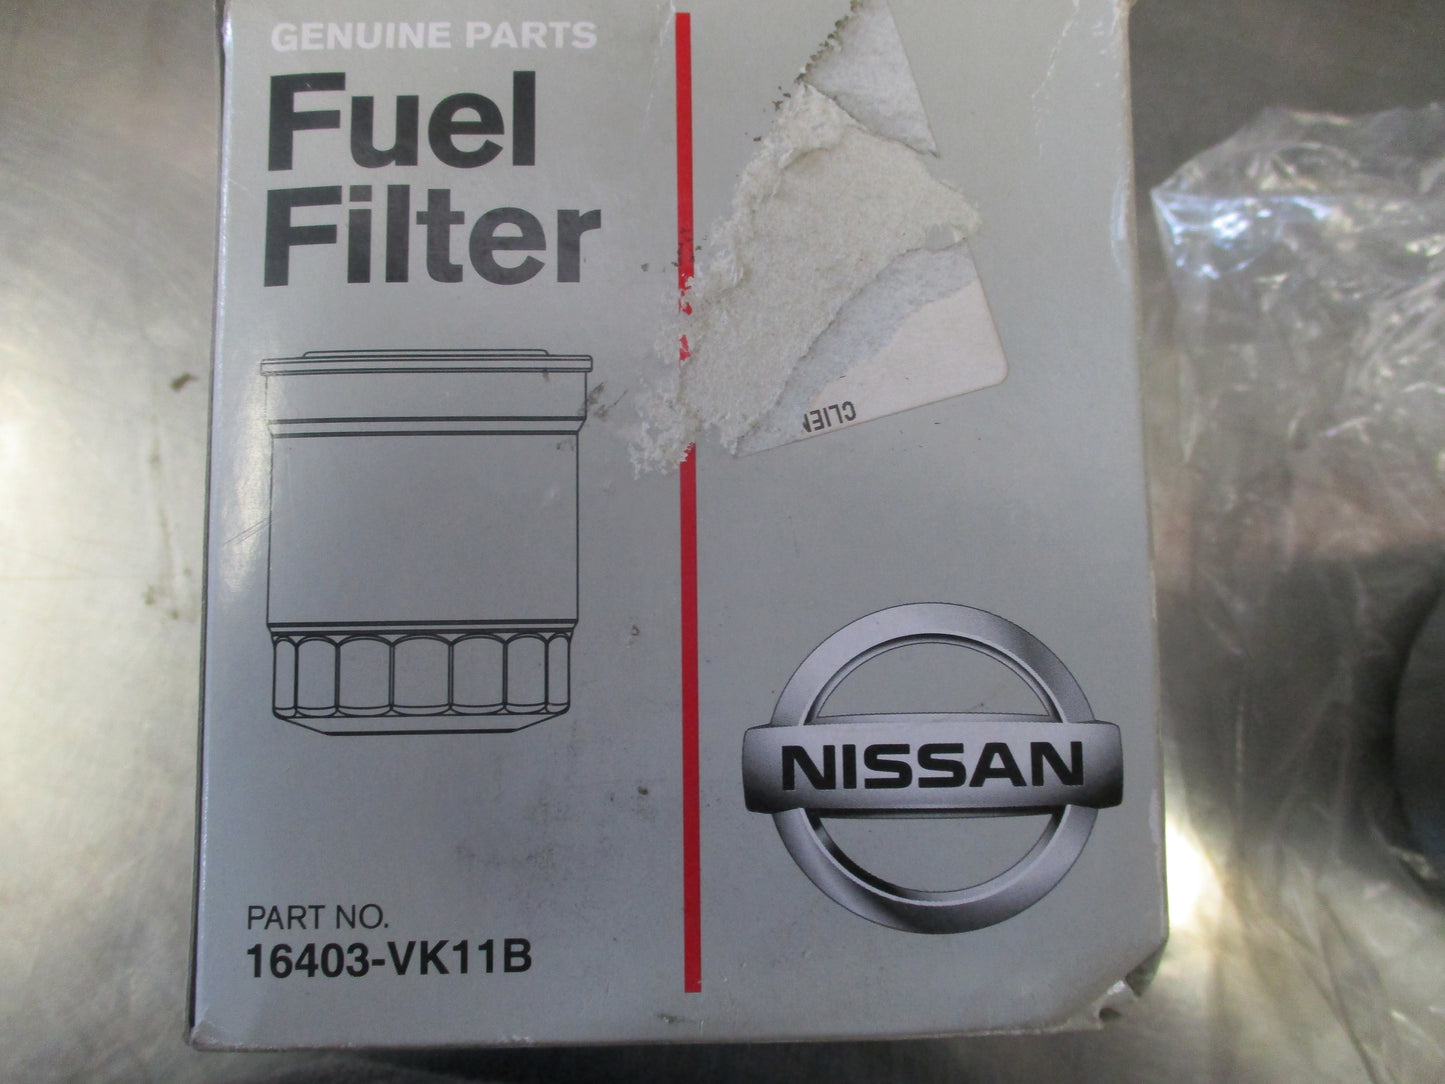 GENUINE PARTS
Fuel
Filter
NISSAN
PART NO.
16403-VK11B